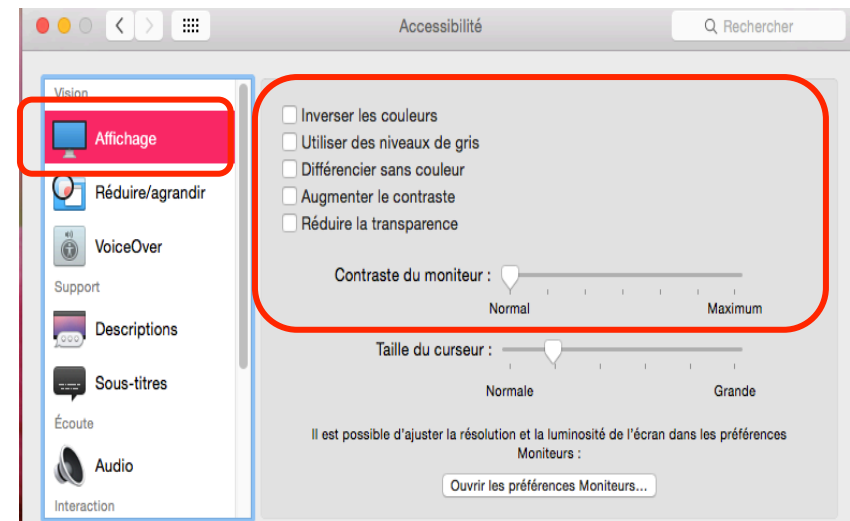 Accessibilité
Rechercher
Vision
Affichage
Réduire/agrandir
VoiceOver
Support
Descriptions
Sous-titres
Écoute
Audio
Interaction
Inverser les couleurs
Utiliser des niveaux de gris
Différencier sans couleur
Augmenter le contraste
Réduire la transparence
Contraste du moniteur :
Normal Maximum
Taille du curseur :
Normale Grande
Il est possible d'ajuster la résolution et la luminosité de l'écran dans les préférences
Moniteurs :
Ouvrir les préférences Moniteurs...